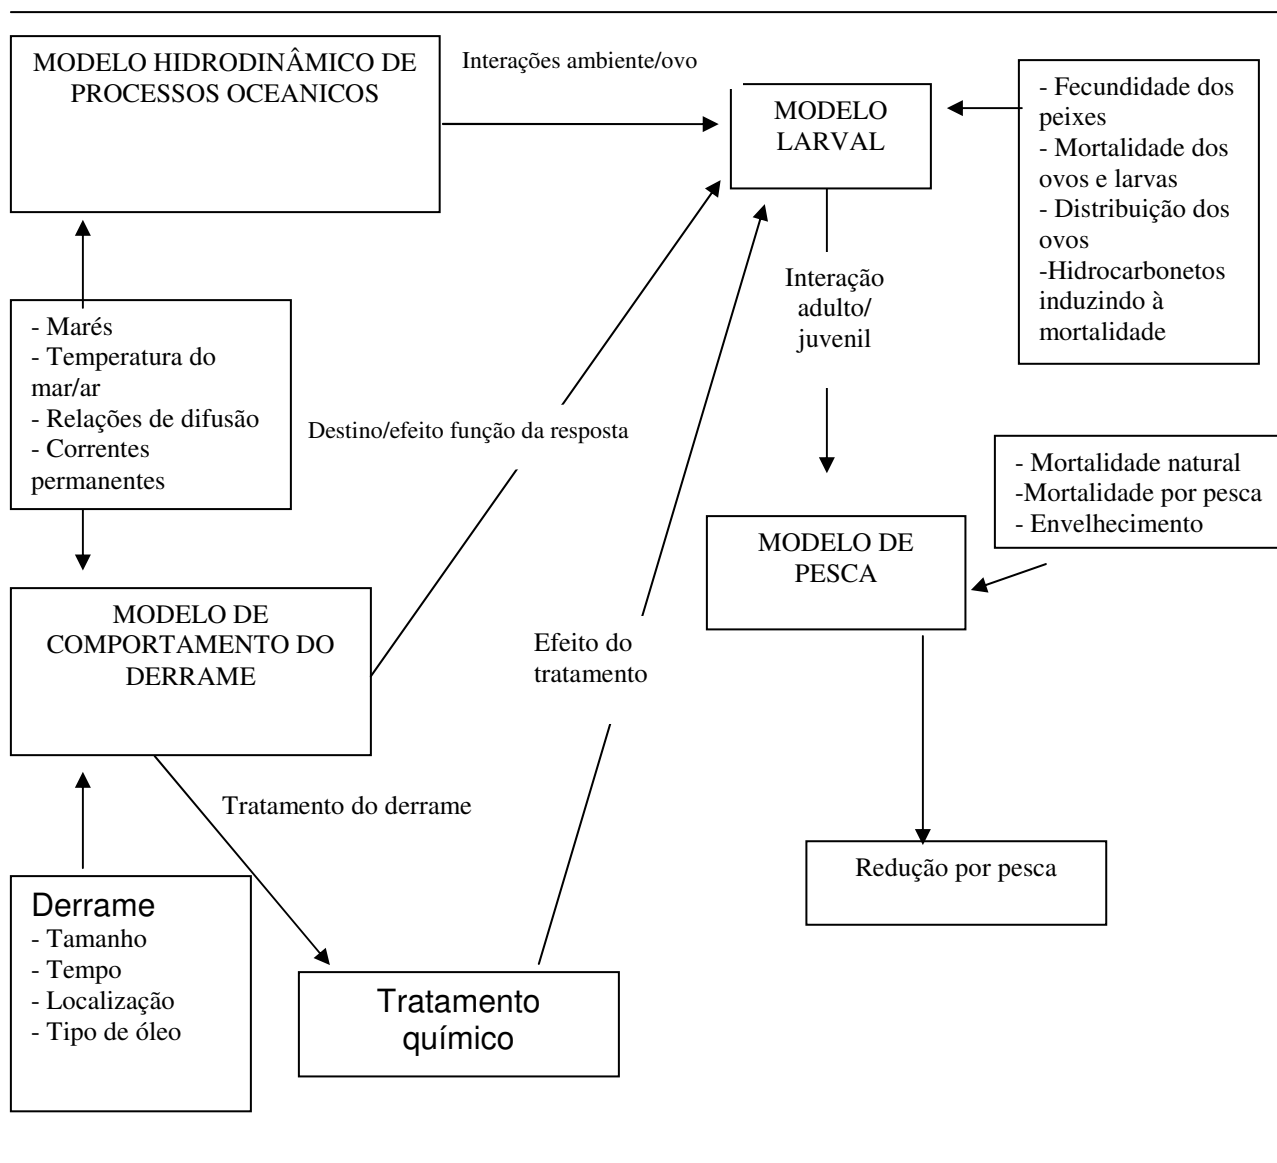 MODELO HIDRODINÂMICO DE
PROCESSOS OCEANICOS
Interações ambiente/ovo
MODELO
LARVAL
- Fecundidade dos
peixes
- Mortalidade dos
ovos e larvas
- Distribuição dos
ovos
-Hidrocarbonetos
induzindo à
mortalidade
Interação
adulto/
juvenil
- Marés
- Temperatura do
mar/ar
- Relações de difusão
- Correntes
permanentes
Destino/efeito função da resposta
- Mortalidade natural
-Mortalidade por pesca
- Envelhecimento
MODELO DE
PESCA
MODELO DE
COMPORTAMENTO DO
DERRAME
Efeito do
tratamento
Tratamento do derrame
Redução por pesca
Derrame
- Tamanho
- Tempo
- Localização
- Tipo de óleo
Tratamento
químico